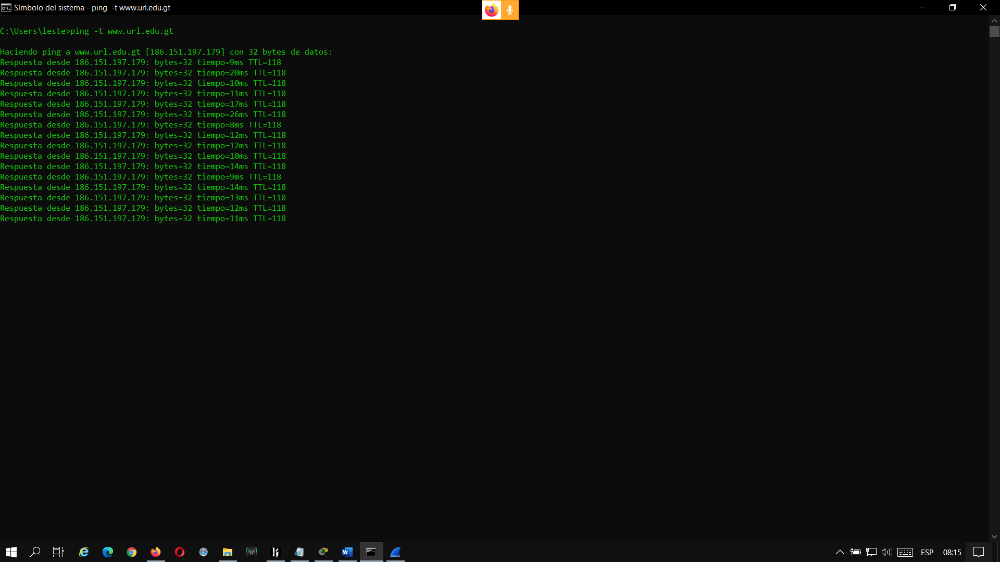 Símbolo del sistema - ping  -t www.url.edu.gt
C:\Users\leste>ping -t www.url.edu.gt
Haciendo ping a www.url.edu.gt [186.151.197.179] con 32 bytes de datos:
Respuesta desde 186.151.197.179: bytes=32 tiempo=9ms TTL=118
Respuesta desde 186.151.197.179: bytes=32 tiempo=20ms TTL=118
Respuesta desde 186.151.197.179: bytes=32 tiempo=10ms TTL=118
Respuesta desde 186.151.197.179: bytes=32 tiempo=11ms TTL=118
Respuesta desde 186.151.197.179: bytes=32 tiempo=17ms TTL=118
Respuesta desde 186.151.197.179: bytes=32 tiempo=26ms TTL=118
Respuesta desde 186.151.197.179: bytes=32 tiempo=8ms TTL=118
Respuesta desde 186.151.197.179: bytes=32 tiempo=12ms TTL=118
Respuesta desde 186.151.197.179: bytes=32 tiempo=12ms TTL=118
Respuesta desde 186.151.197.179: bytes=32 tiempo=10ms TTL=118
Respuesta desde 186.151.197.179: bytes=32 tiempo=14ms TTL=118
Respuesta desde 186.151.197.179: bytes=32 tiempo=9ms TTL=118
Respuesta desde 186.151.197.179: bytes=32 tiempo=14ms TTL=118
Respuesta desde 186.151.197.179: bytes=32 tiempo=13ms TTL=118
Respuesta desde 186.151.197.179: bytes=32 tiempo=12ms TTL=118
Respuesta desde 186.151.197.179: bytes=32 tiempo=11ms TTL=118
ESP 08:15